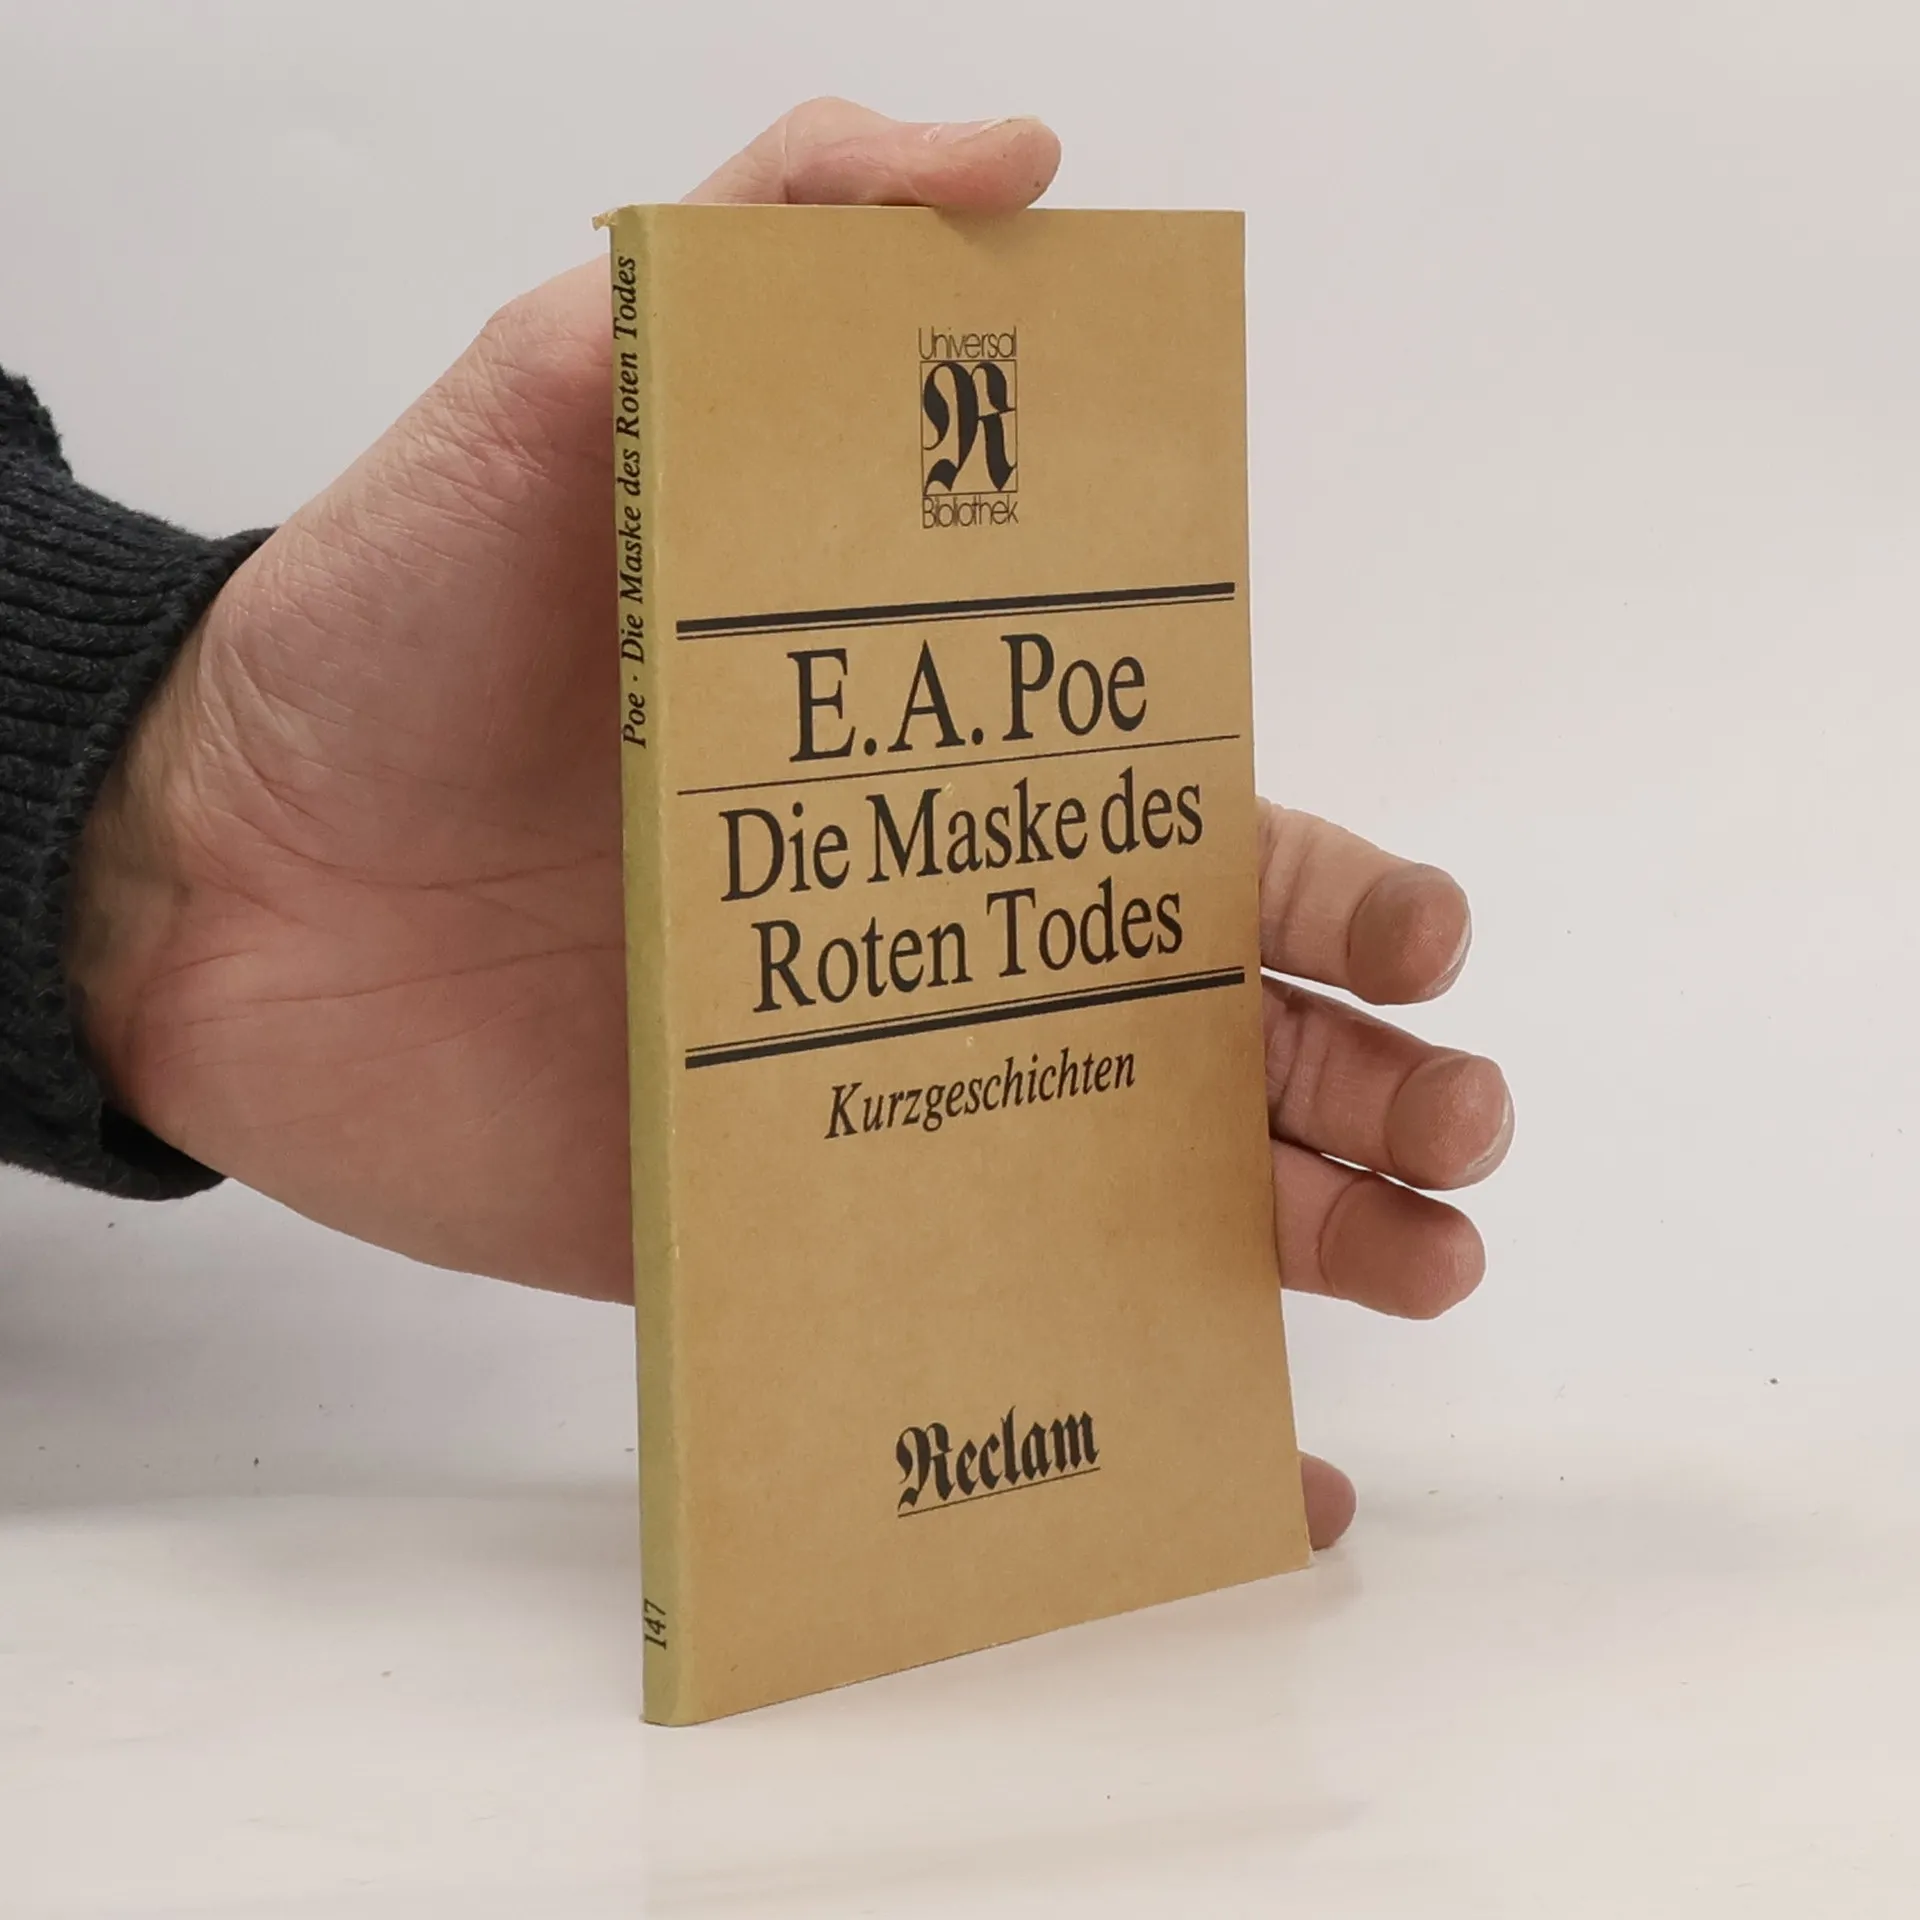 Poe · Die Maske des Roten Todes
147
Universal
R
Bibliothek
E. A. Poe
Die Maske des
Roten Todes
Kurzgeschichten
Reclam